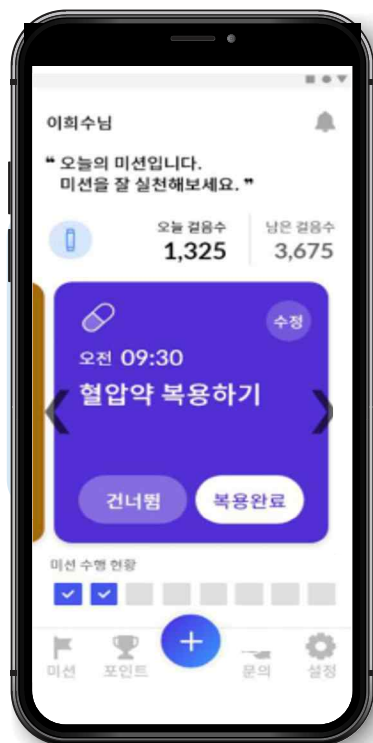 이희수님
❝ 오늘의 미션입니다.
미션을 잘 실천해보세요. ❞
오늘 걸음수
1,325
남은 걸음수
3,675
수정
오전 09:30
혈압약 복용하기
건너뜀
복용완료
미션 수행 현황
미션
포인트
문의
설정